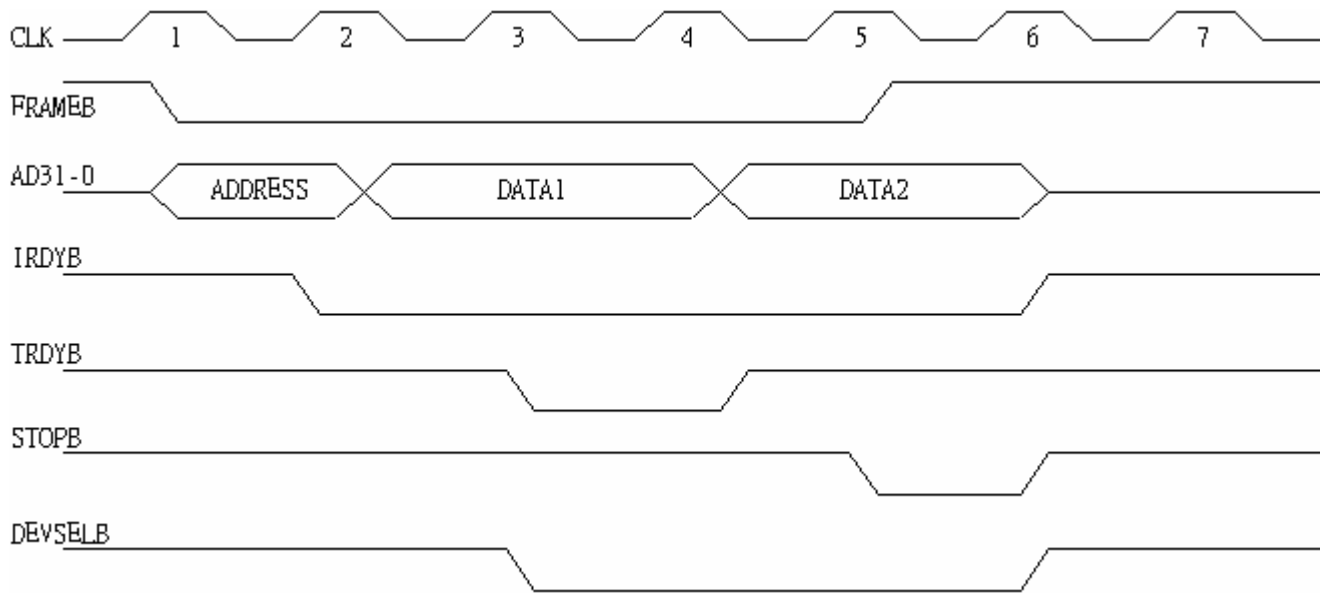 CLK 1 2 3 4 5 6 7
FRAMEB
AD31-0 ADDRESS DATA1 DATA2
IRDYB
TRDYB
STOPB
DEVSELB